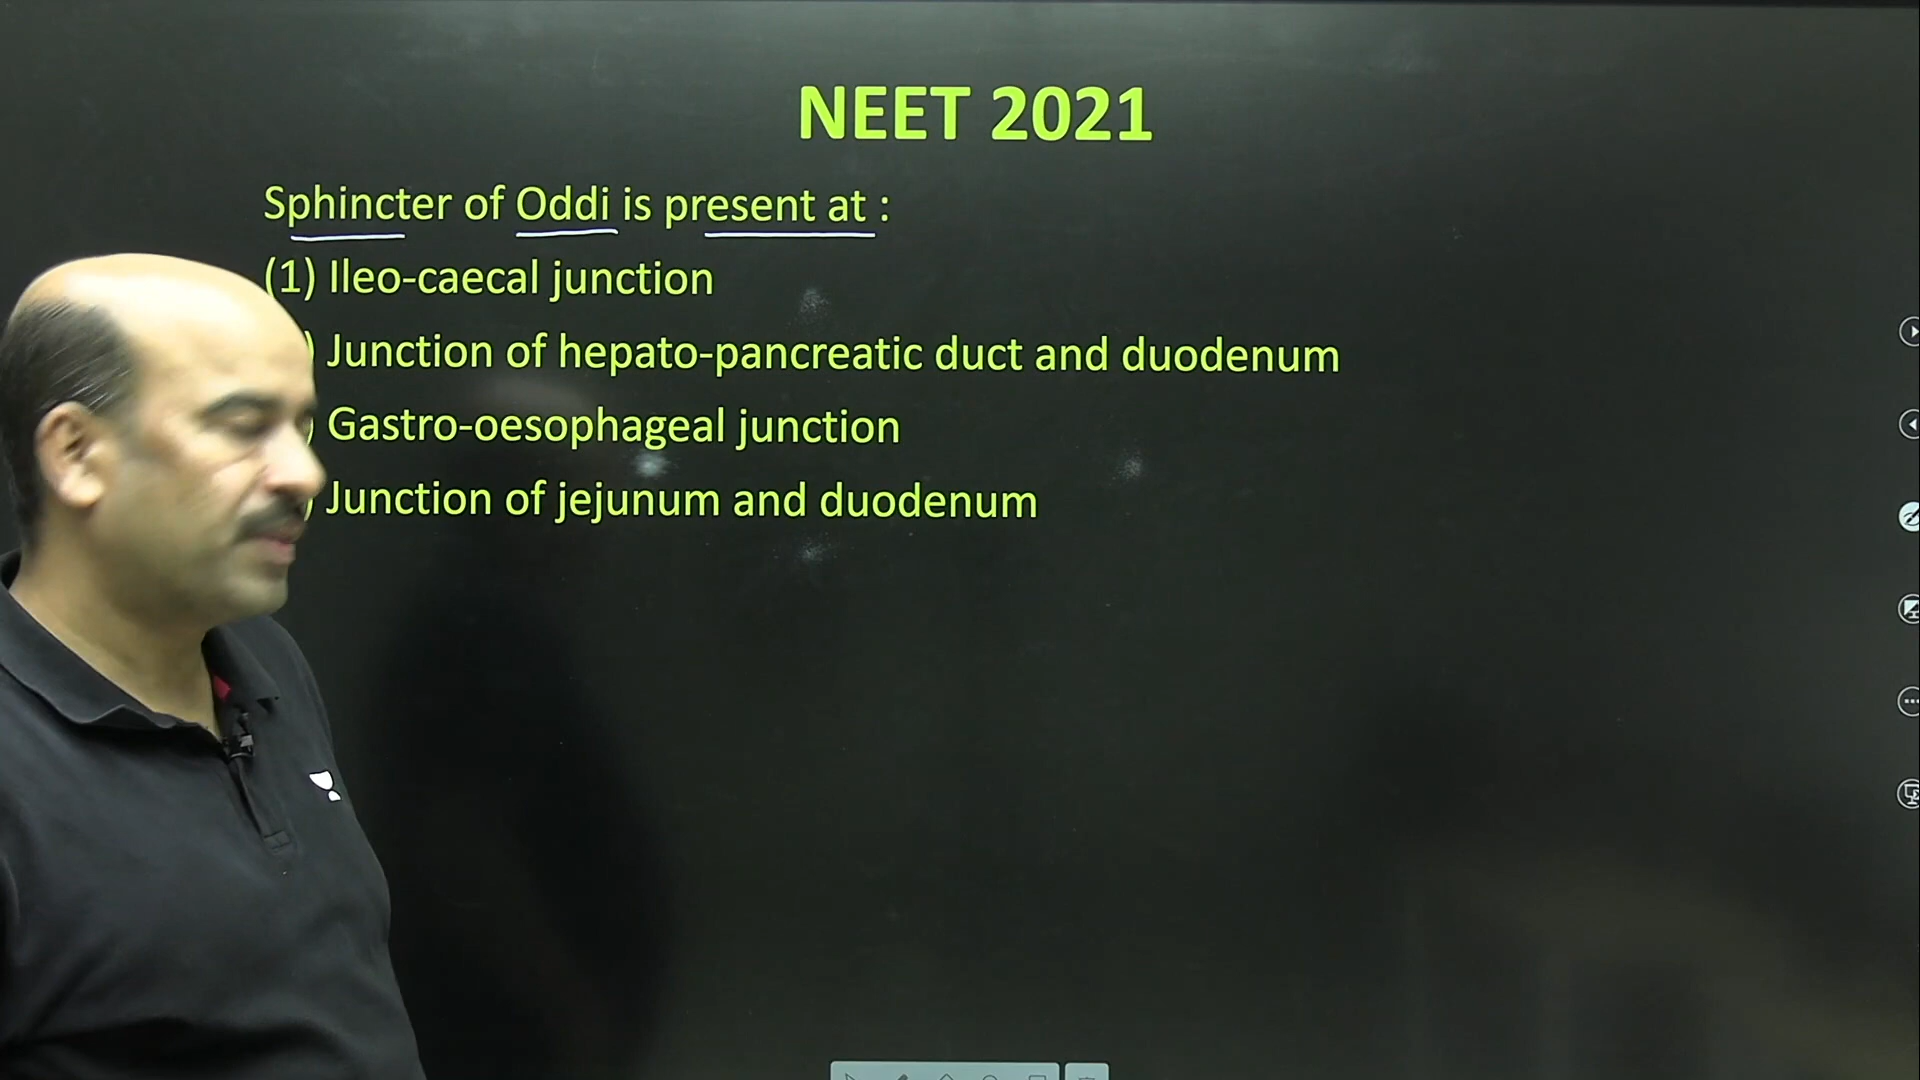 NEET 2021
Sphincter of Oddi is present at :
(1) Ileo-caecal junction
) Junction of hepato-pancreatic duct and duodenum
) Gastro-oesophageal junction
) Junction of jejunum and duodenum